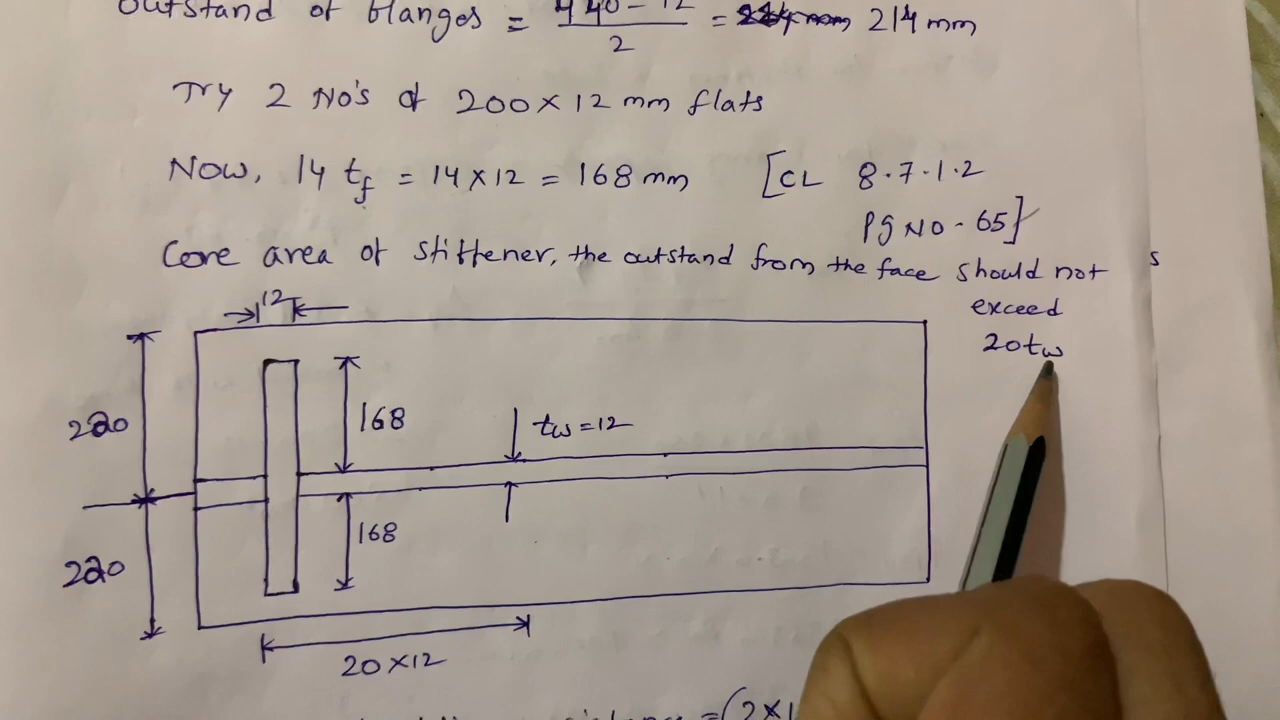 Outstand of flanges = 440-12 / 2 = 214 mm
Try 2 No's of 200 × 12 mm flats
Now, 14 tf = 14 × 12 = 168 mm [CL 8.7.1.2
Pg NO - 65]
Core area of stiffener, the outstand from the face should not s
exceed
20tw
12
220
168
tw = 12
168
220
20 × 12
= (2×1